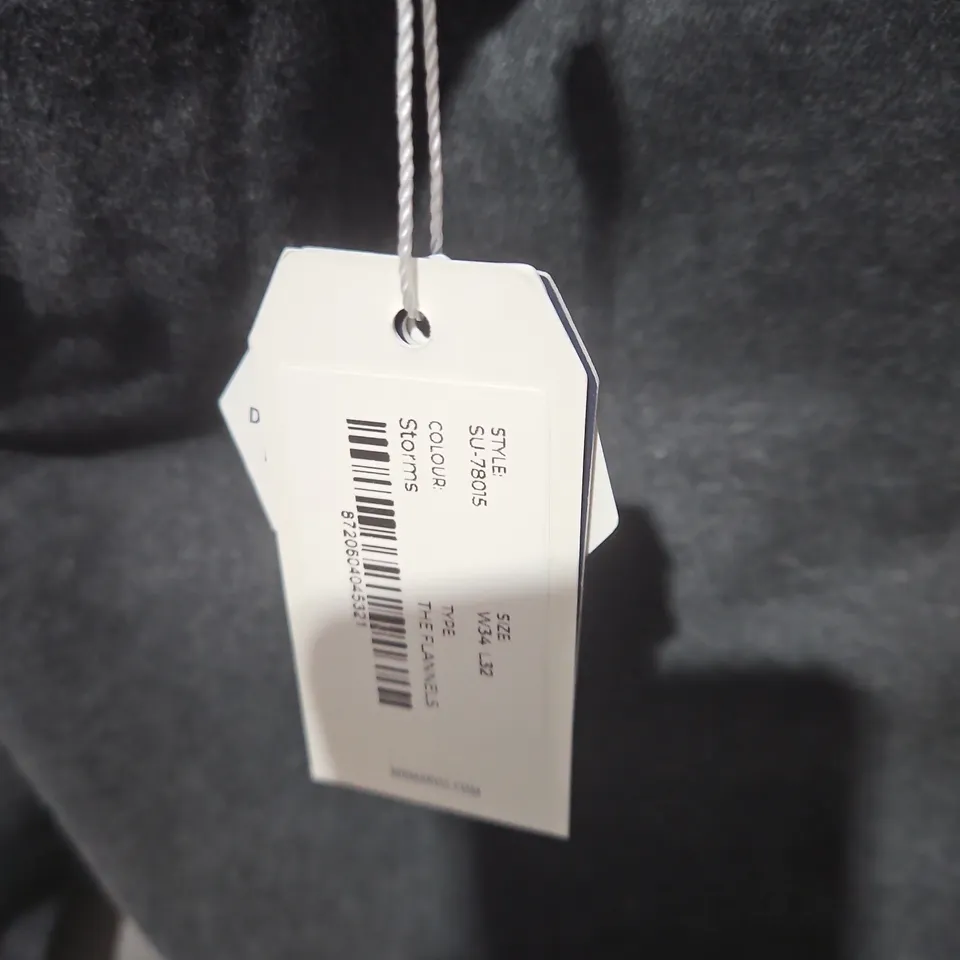 STYLE:
SU-78015
SIZE
W34 L32
COLOUR:
Storms
TYPE
THE FLANNELS
8720604045321
D